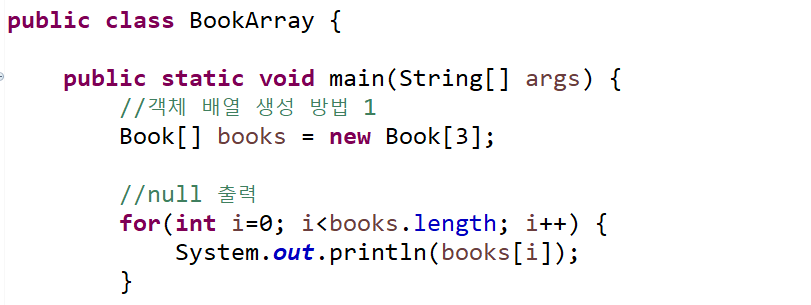 public class BookArray {
public static void main(String[] args) {
//객체 배열 생성 방법 1
Book[] books = new Book[3];
//null 출력
for(int i=0; i<books.length; i++) {
System.out.println(books[i]);
}